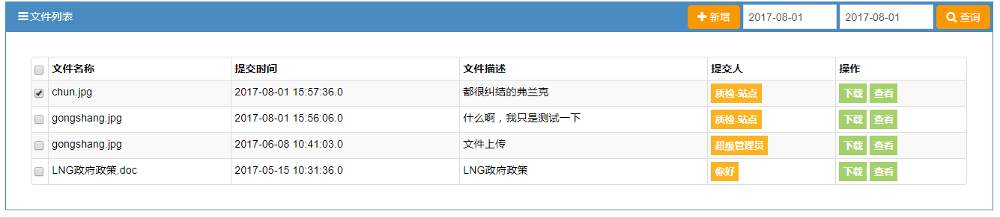 文件列表 新增 2017-08-01 2017-08-01 查询
文件名称 提交时间 文件描述 提交人 操作
chun.jpg 2017-08-01 15:57:36.0 都很纠结的弗兰克 质检-站点 下载 查看
gongshang.jpg 2017-08-01 15:56:06.0 什么啊，我只是测试一下 质检-站点 下载 查看
gongshang.jpg 2017-06-08 10:41:03.0 文件上传 超级管理员 下载 查看
LNG政府政策.doc 2017-05-15 10:31:36.0 LNG政府政策 你好 下载 查看